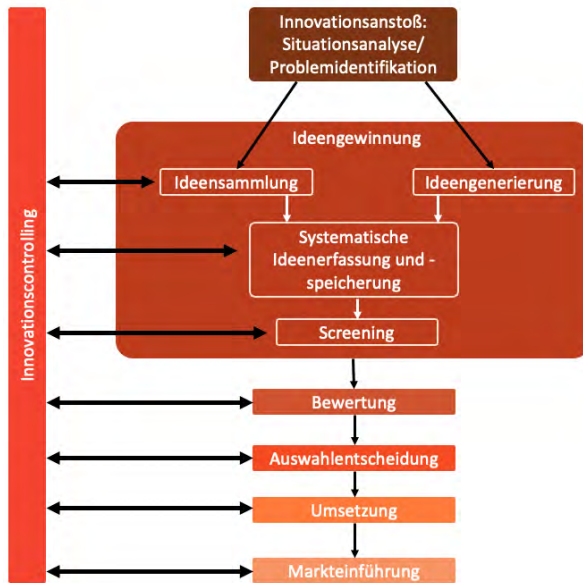 Innovationsanstoß:
Situationsanalyse/
Problemidentifikation
Ideengewinnung
Ideensammlung
Ideengenerierung
Systematische
Ideenerfassung und -
speicherung
Screening
Bewertung
Auswahlentscheidung
Umsetzung
Markteinführung
Innovationscontrolling